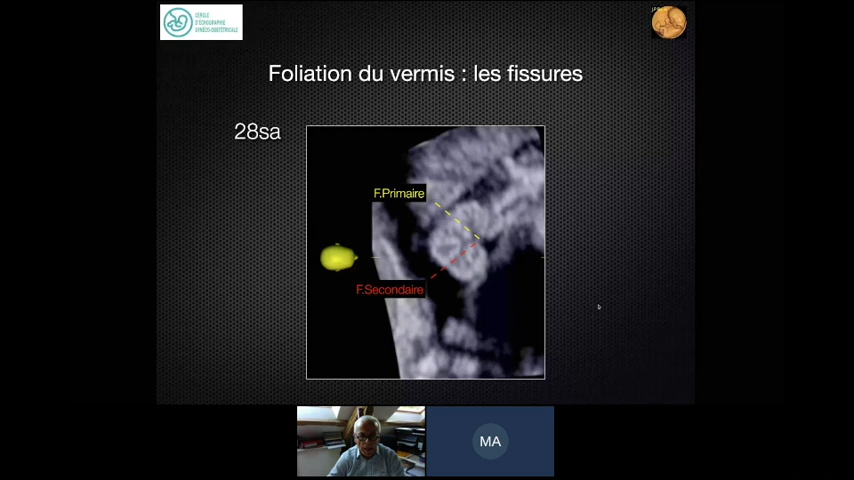 CERCLE
D'ÉCHOGRAPHIE
GYNÉCO-OBSTÉTRICALE
Foliation du vermis : les fissures
28sa
F.Primaire
F.Secondaire
MA